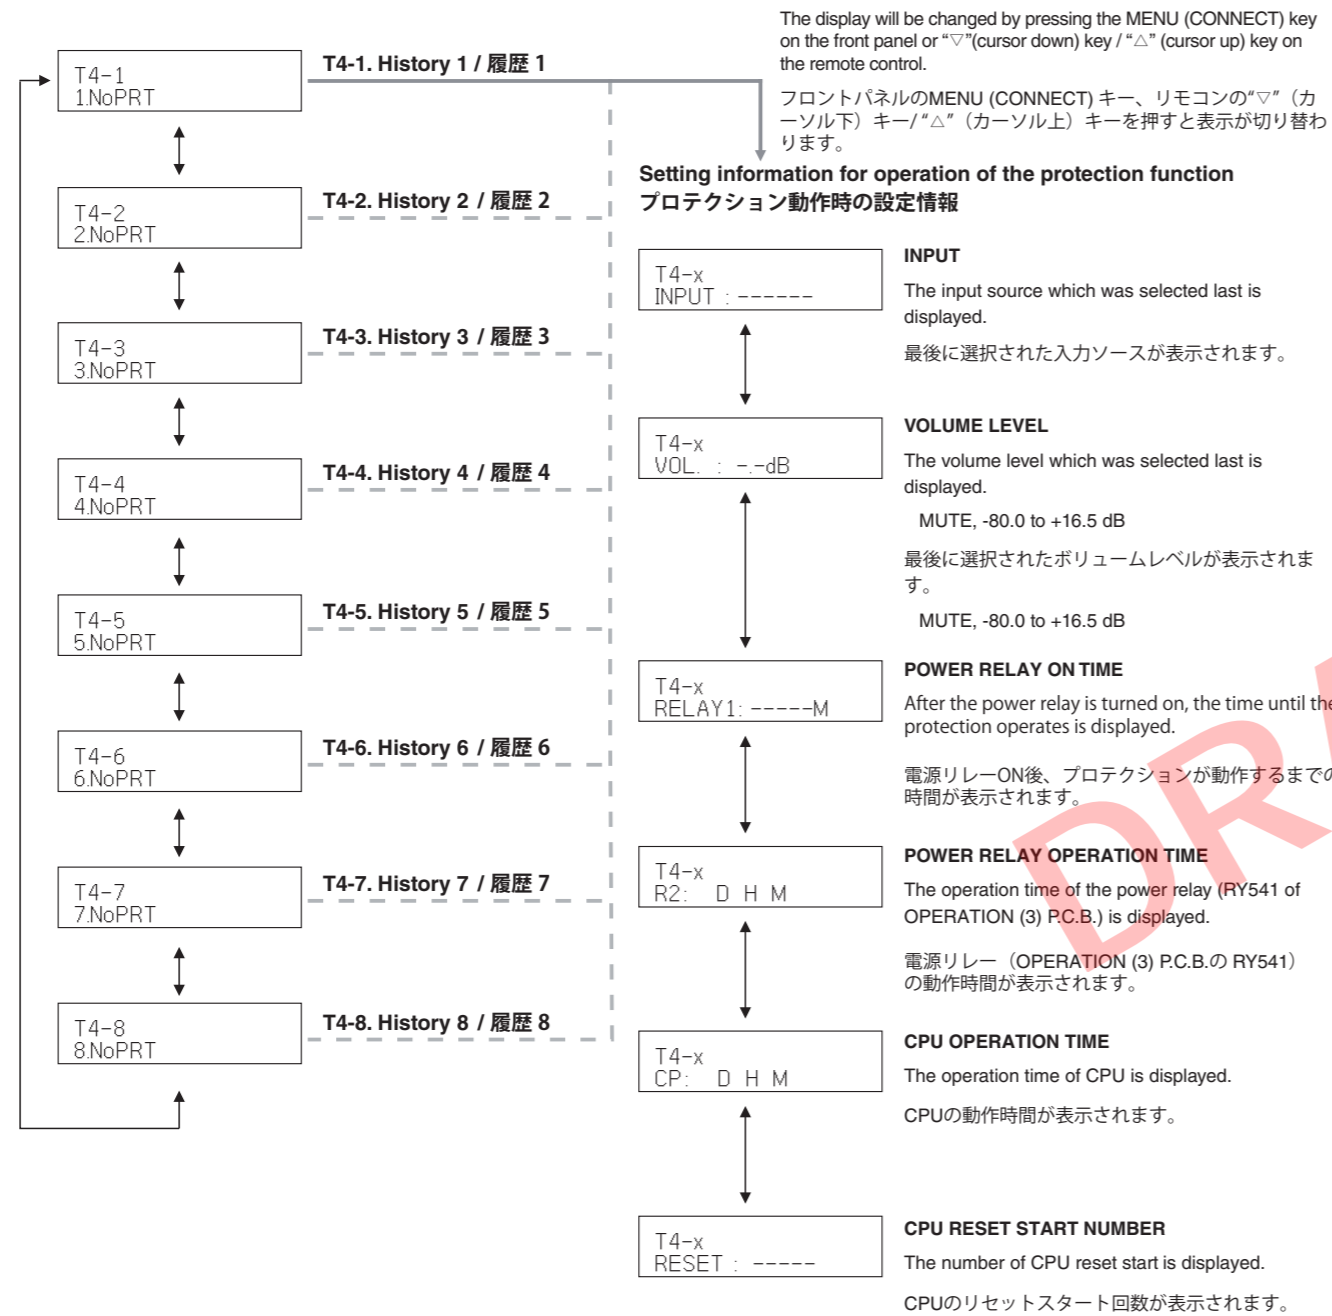 The display will be changed by pressing the MENU (CONNECT) key
on the front panel or “▽”(cursor down) key / “△” (cursor up) key on
the remote control.
フロントパネルのMENU (CONNECT) キー、リモコンの“▽”（カ
ーソル下）キー/ “△”（カーソル上）キーを押すと表示が切り替わ
ります。
T4-1
1.NoPRT
T4-1. History 1 / 履歴 1
T4-2
2.NoPRT
T4-2. History 2 / 履歴 2
T4-3
3.NoPRT
T4-3. History 3 / 履歴 3
T4-4
4.NoPRT
T4-4. History 4 / 履歴 4
T4-5
5.NoPRT
T4-5. History 5 / 履歴 5
T4-6
6.NoPRT
T4-6. History 6 / 履歴 6
T4-7
7.NoPRT
T4-7. History 7 / 履歴 7
T4-8
8.NoPRT
T4-8. History 8 / 履歴 8
Setting information for operation of the protection function
プロテクション動作時の設定情報
T4-x
INPUT : ------
INPUT
The input source which was selected last is
displayed.
最後に選択された入力ソースが表示されます。
T4-x
VOL. : -.-dB
VOLUME LEVEL
The volume level which was selected last is
displayed.
MUTE, -80.0 to +16.5 dB
最後に選択されたボリュームレベルが表示されま
す。
MUTE, -80.0 to +16.5 dB
T4-x
RELAY1: -----M
POWER RELAY ON TIME
After the power relay is turned on, the time until the
protection operates is displayed.
電源リレーON後、プロテクションが動作するまでの
時間が表示されます。
T4-x
R2: D H M
POWER RELAY OPERATION TIME
The operation time of the power relay (RY541 of
OPERATION (3) P.C.B.) is displayed.
電源リレー（OPERATION (3) P.C.B.の RY541）
の動作時間が表示されます。
T4-x
CP: D H M
CPU OPERATION TIME
The operation time of CPU is displayed.
CPUの動作時間が表示されます。
T4-x
RESET : -----
CPU RESET START NUMBER
The number of CPU reset start is displayed.
CPUのリセットスタート回数が表示されます。
DRA